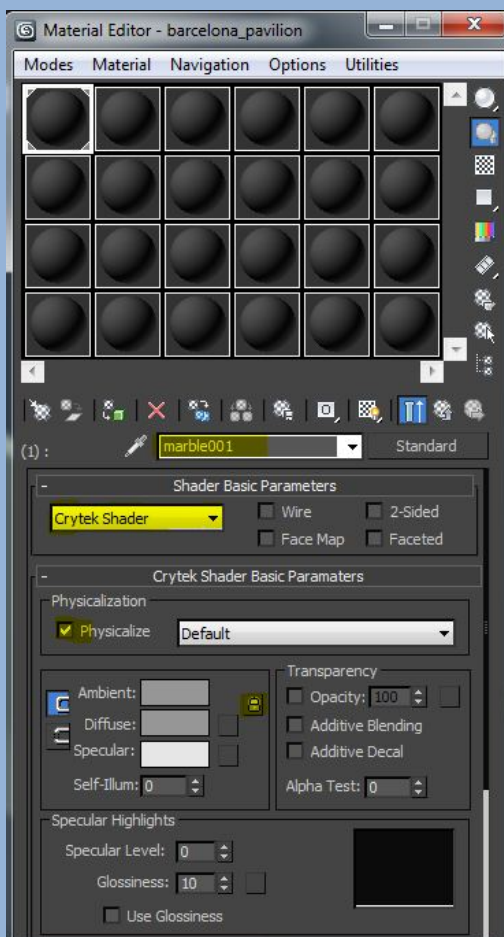 Material Editor - barcelona_pavilion
Modes Material Navigation Options Utilities
(1) : marble001 Standard
- Shader Basic Parameters
Crytek Shader Wire 2-Sided
Face Map Faceted
- Crytek Shader Basic Paramaters
Physicalization
Physicalize Default
Transparency
Ambient: Opacity: 100
Diffuse: Additive Blending
Specular: Additive Decal
Self-Illum: 0 Alpha Test: 0
Specular Highlights
Specular Level: 0
Glossiness: 10
Use Glossiness